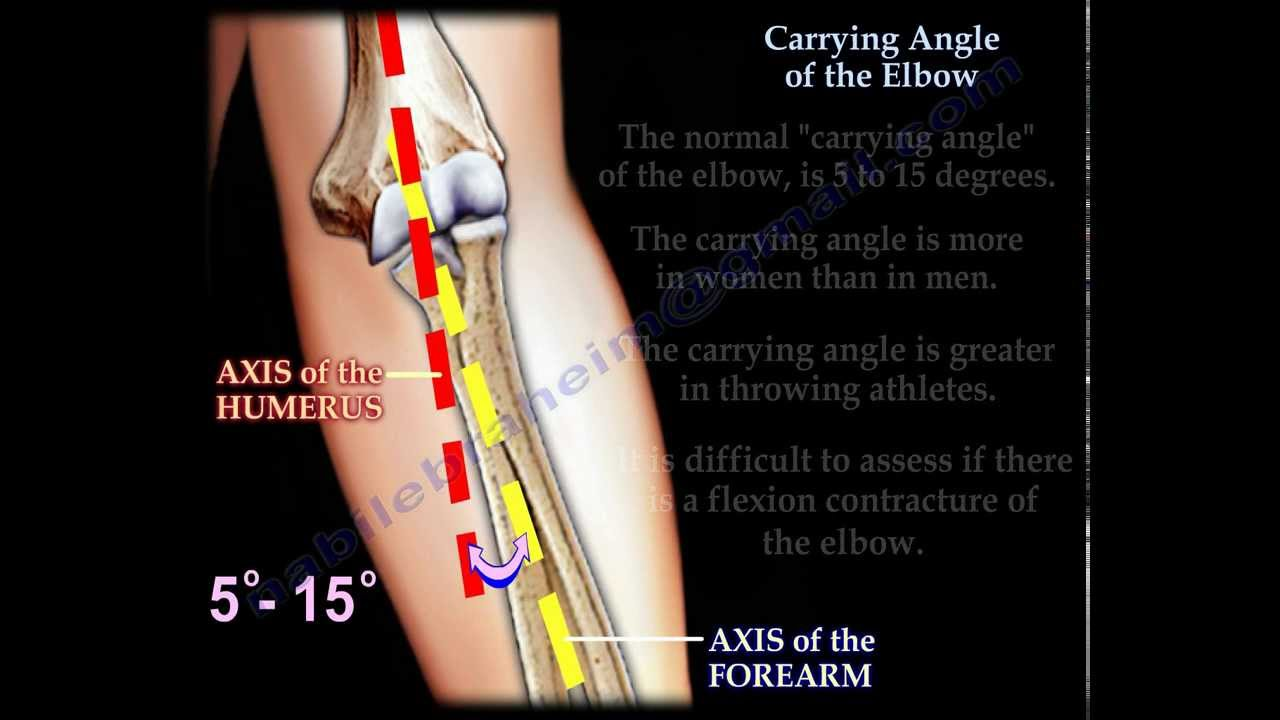 Carrying Angle
of the Elbow
The normal "carrying angle"
of the elbow, is 5 to 15 degrees.
The carrying angle is more
in women than in men.
The carrying angle is greater
in throwing athletes.
It is difficult to assess if there
is a flexion contracture of
the elbow.
AXIS of the
HUMERUS
5°- 15°
AXIS of the
FOREARM
nabilebraheim@gmail.com